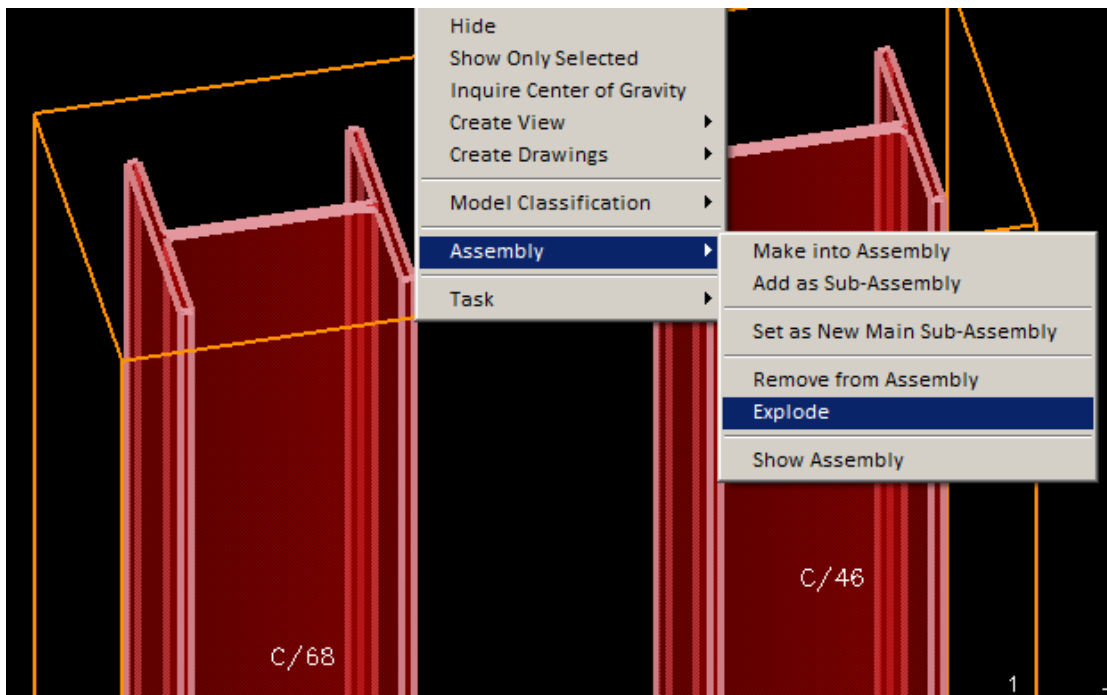 Hide
Show Only Selected
Inquire Center of Gravity
Create View
Create Drawings
Model Classification
Assembly
Task
Make into Assembly
Add as Sub-Assembly
Set as New Main Sub-Assembly
Remove from Assembly
Explode
Show Assembly
C/46
C/68
1